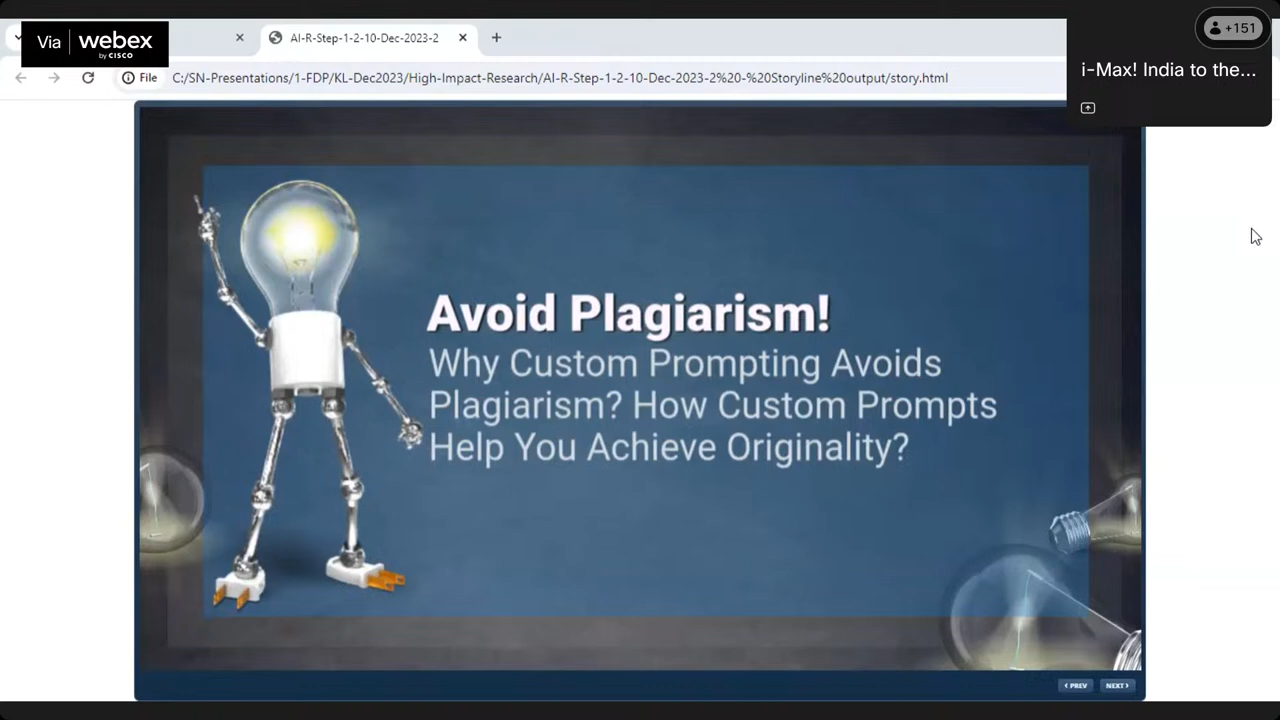 Via webex
by CISCO
AI-R-Step-1-2-10-Dec-2023-2
+151
i-Max! India to the...
File C:/SN-Presentations/1-FDP/KL-Dec2023/High-Impact-Research/AI-R-Step-1-2-10-Dec-2023-2%20-%20Storyline%20output/story.html
Avoid Plagiarism!
Why Custom Prompting Avoids
Plagiarism? How Custom Prompts
Help You Achieve Originality?
PREV NEXT